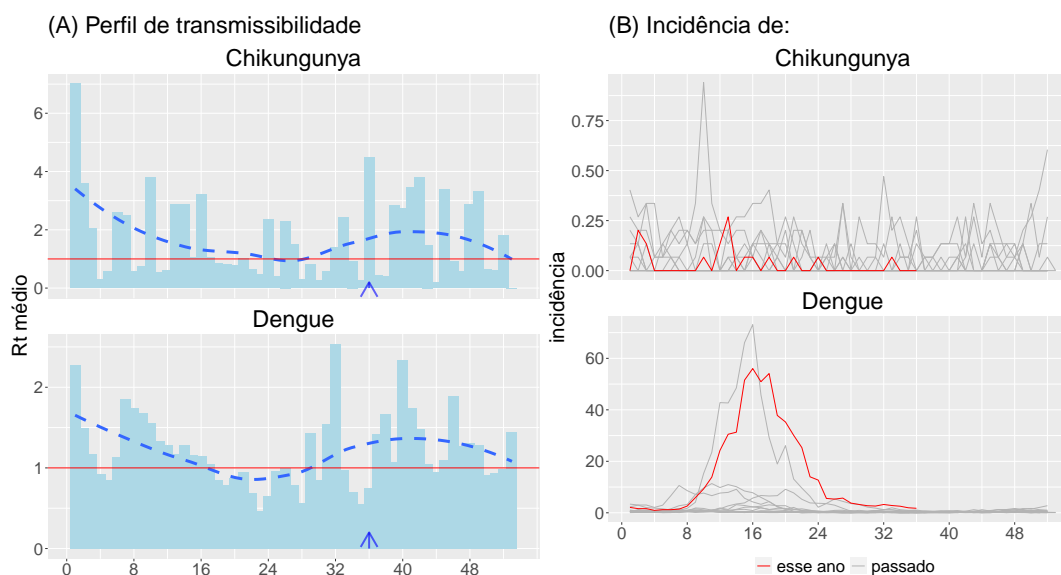 (A) Perfil de transmissibilidade
Chikungunya
6
4
2
0
Dengue
2
1
0
Rt médio
0 8 16 24 32 40 48
(B) Incidência de:
Chikungunya
0.75
0.50
0.25
0.00
Dengue
60
40
20
0
incidência
0 8 16 24 32 40 48
esse ano passado